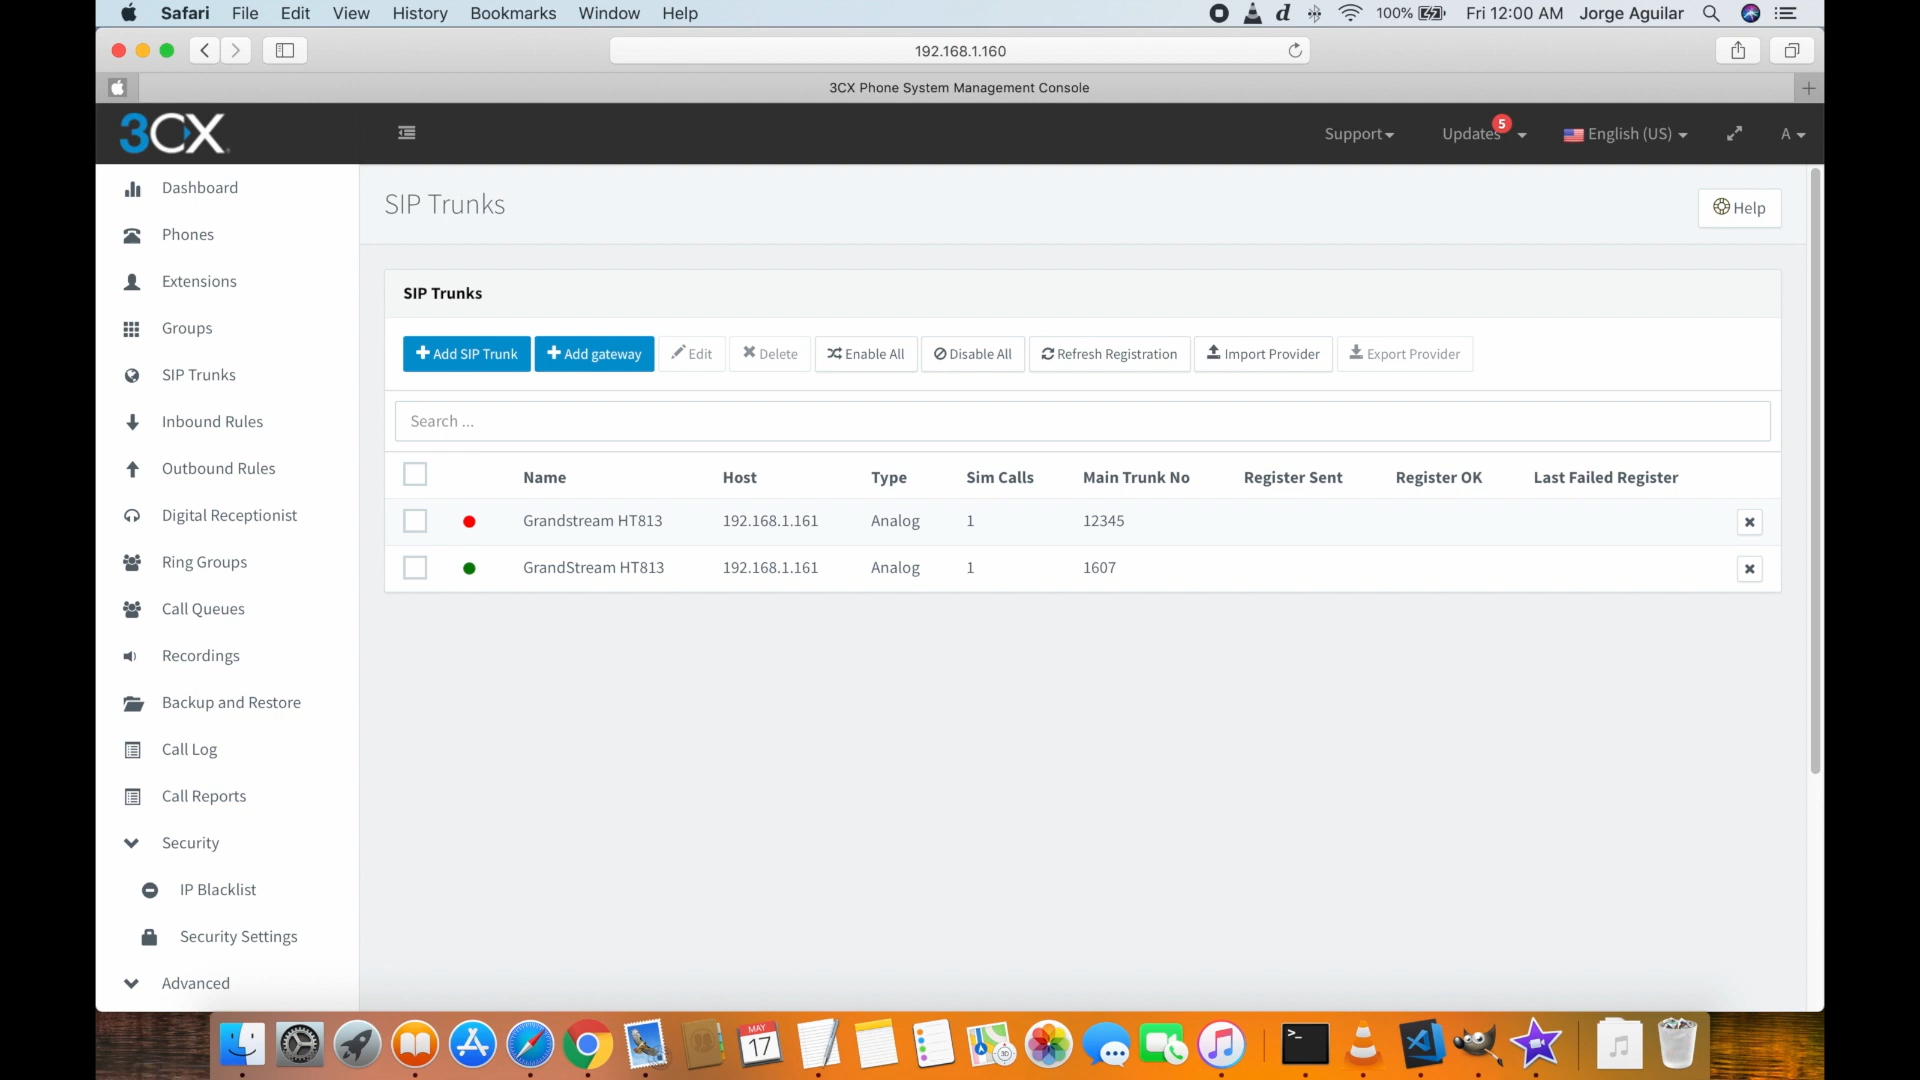 Safari File Edit View History Bookmarks Window Help d 100% Fri 12:00 AM Jorge Aguilar
192.168.1.160
3CX Phone System Management Console
3CX Support Updates 5 English (US) A
Dashboard
Phones
Extensions
Groups
SIP Trunks
Inbound Rules
Outbound Rules
Digital Receptionist
Ring Groups
Call Queues
Recordings
Backup and Restore
Call Log
Call Reports
Security
IP Blacklist
Security Settings
Advanced
SIP Trunks
Help
SIP Trunks
Add SIP Trunk Add gateway Edit Delete Enable All Disable All Refresh Registration Import Provider Export Provider
Search ...
Name Host Type Sim Calls Main Trunk No Register Sent Register OK Last Failed Register
Grandstream HT813 192.168.1.161 Analog 1 12345
GrandStream HT813 192.168.1.161 Analog 1 1607
MAY
17
3D
>_